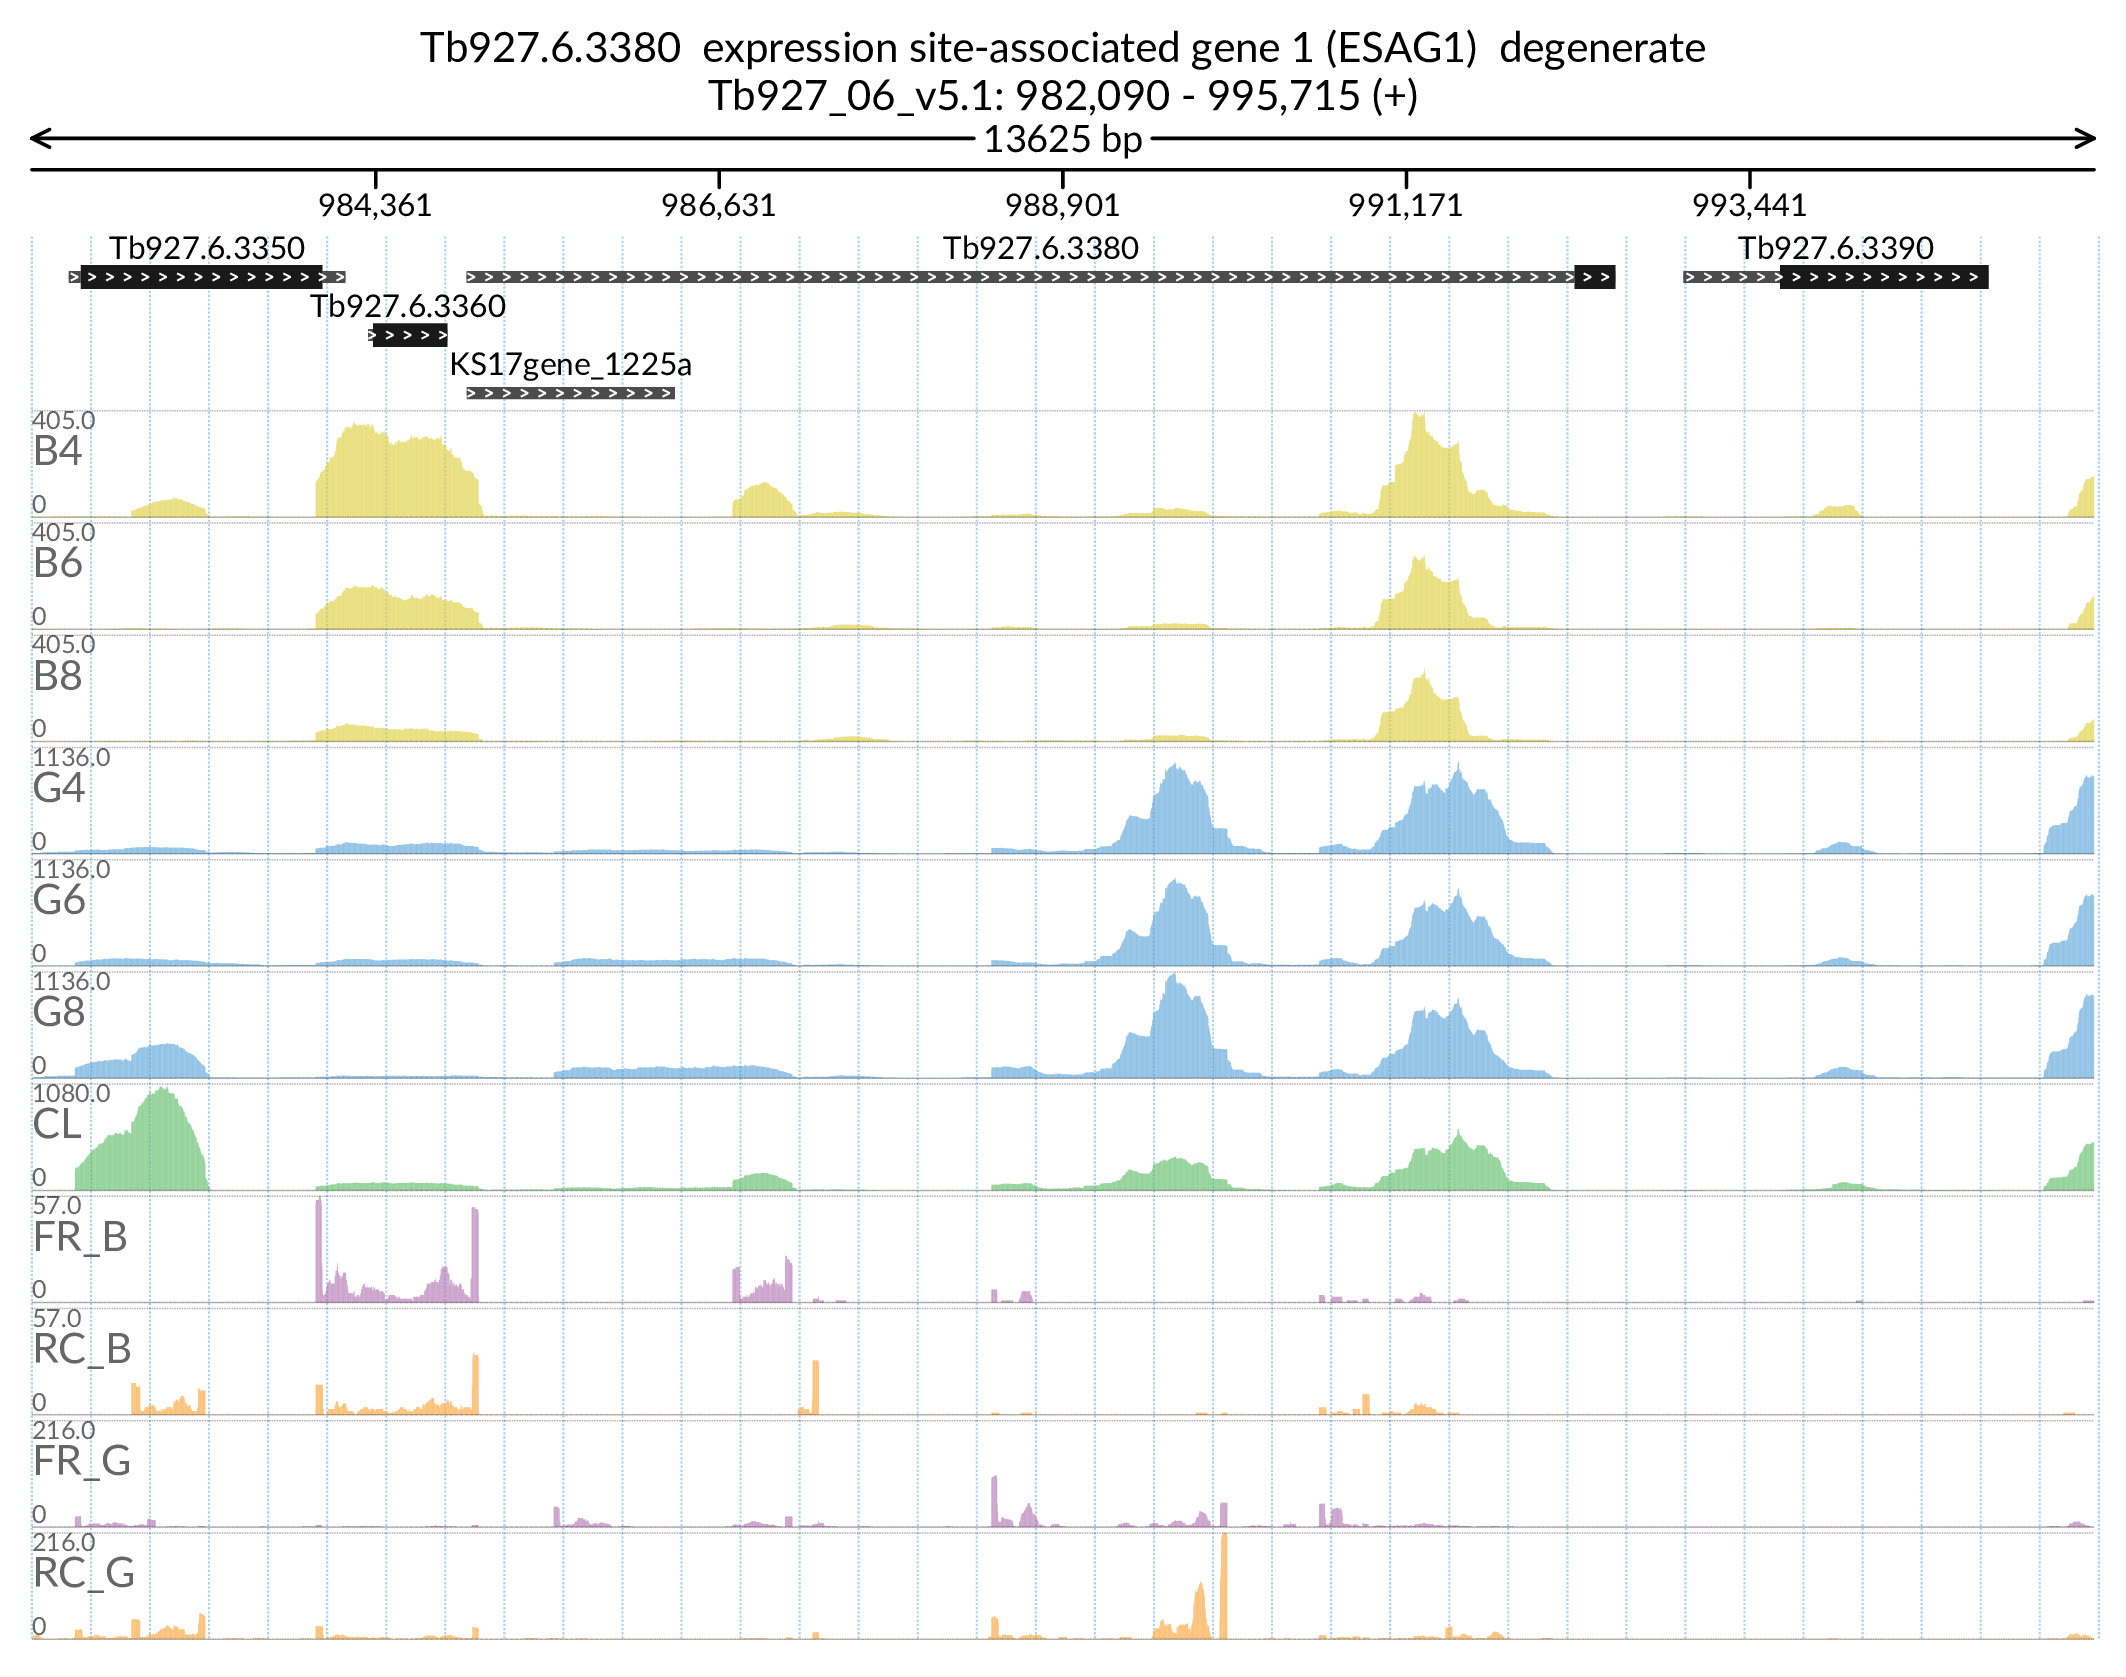 Tb927.6.3380  expression site-associated gene 1 (ESAG1)  degenerate
Tb927_06_v5.1: 982,090 - 995,715 (+)
13625 bp
984,361 986,631 988,901 991,171 993,441
Tb927.6.3350 Tb927.6.3380 Tb927.6.3390
Tb927.6.3360
KS17gene_1225a
405.0
B4
0
405.0
B6
0
405.0
B8
0
1136.0
G4
0
1136.0
G6
0
1136.0
G8
0
1080.0
CL
0
57.0
FR_B
0
57.0
RC_B
0
216.0
FR_G
0
216.0
RC_G
0